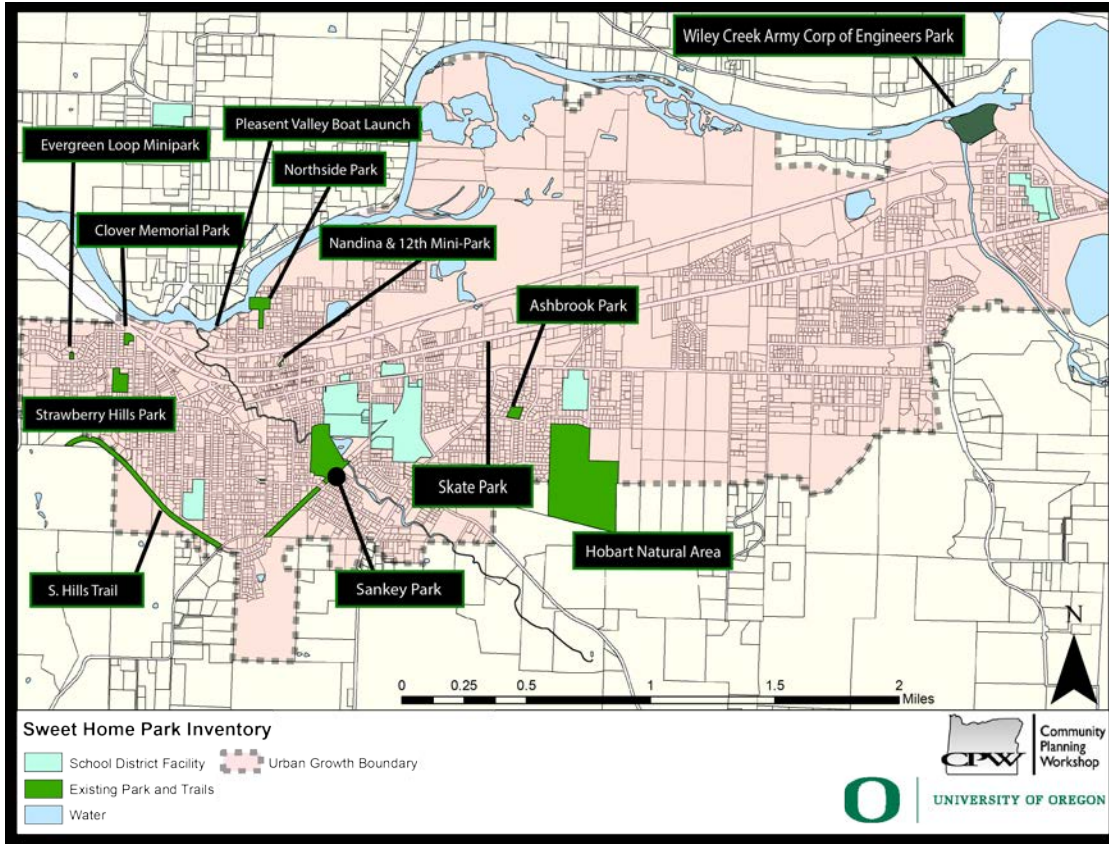 Wiley Creek Army Corp of Engineers Park
Pleasent Valley Boat Launch
Evergreen Loop Minipark
Northside Park
Clover Memorial Park
Nandina & 12th Mini-Park
Ashbrook Park
Strawberry Hills Park
Skate Park
Hobart Natural Area
S. Hills Trail
Sankey Park
N
0 0.25 0.5 1 1.5 2
Miles
Sweet Home Park Inventory
School District Facility
Urban Growth Boundary
Existing Park and Trails
Water
CPW
Community
Planning
Workshop
O
UNIVERSITY OF OREGON